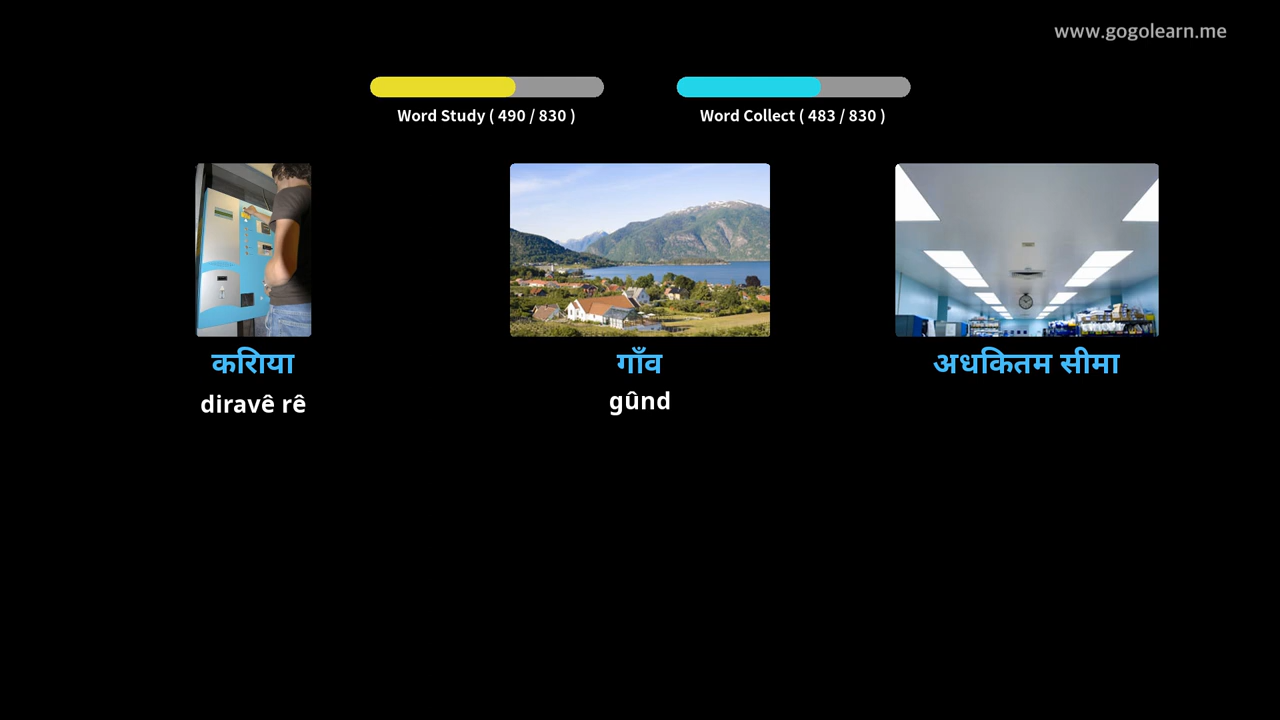 www.gogolearn.me
Word Study ( 490 / 830 )
Word Collect ( 483 / 830 )
करिाया
गाँव
अधकितम सीमा
diravê rê
gûnd